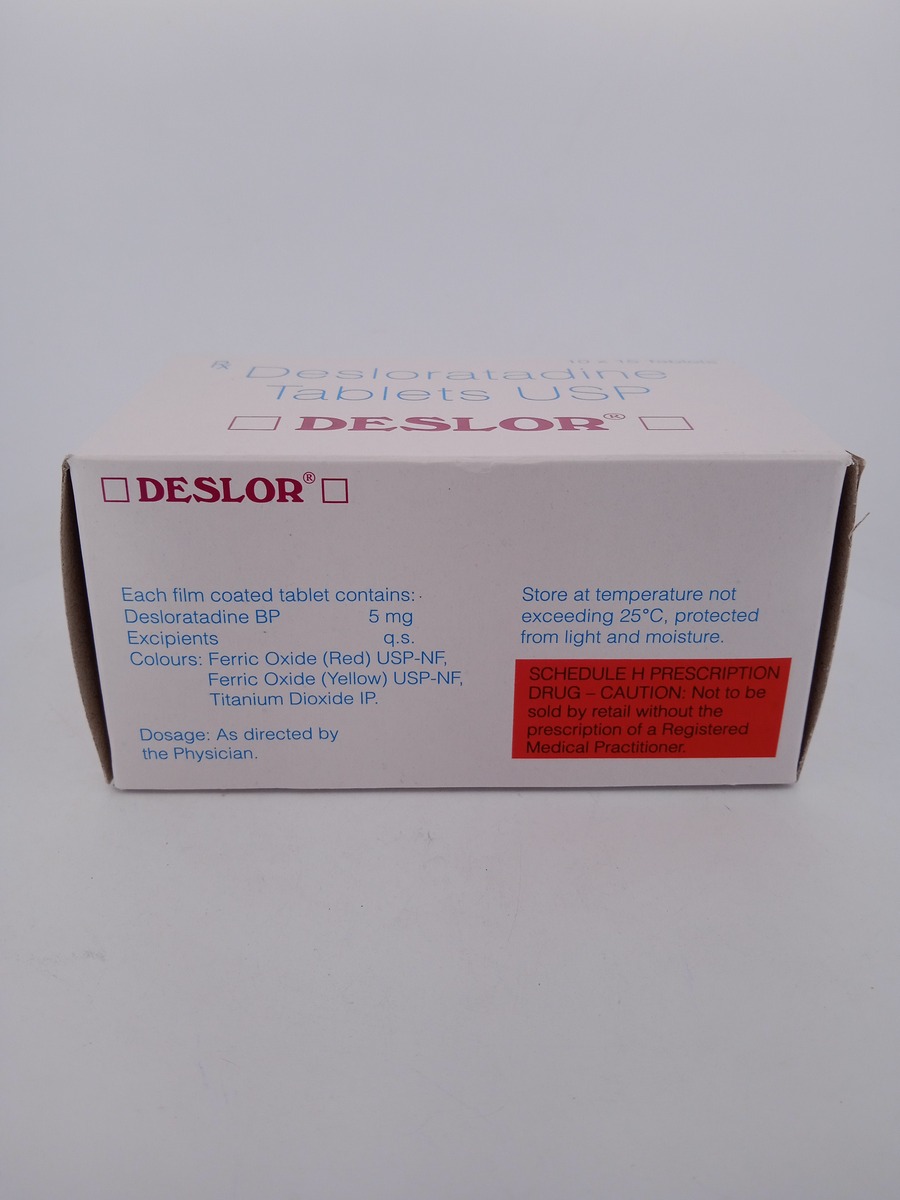 ℞
Desloratadine
Tablets USP
DESLOR®
DESLOR®
Each film coated tablet contains:
Desloratadine BP 5 mg
Excipients q.s.
Colours: Ferric Oxide (Red) USP-NF,
Ferric Oxide (Yellow) USP-NF,
Titanium Dioxide IP.
Dosage: As directed by
the Physician.
Store at temperature not
exceeding 25°C, protected
from light and moisture.
SCHEDULE H PRESCRIPTION
DRUG – CAUTION: Not to be
sold by retail without the
prescription of a Registered
Medical Practitioner.